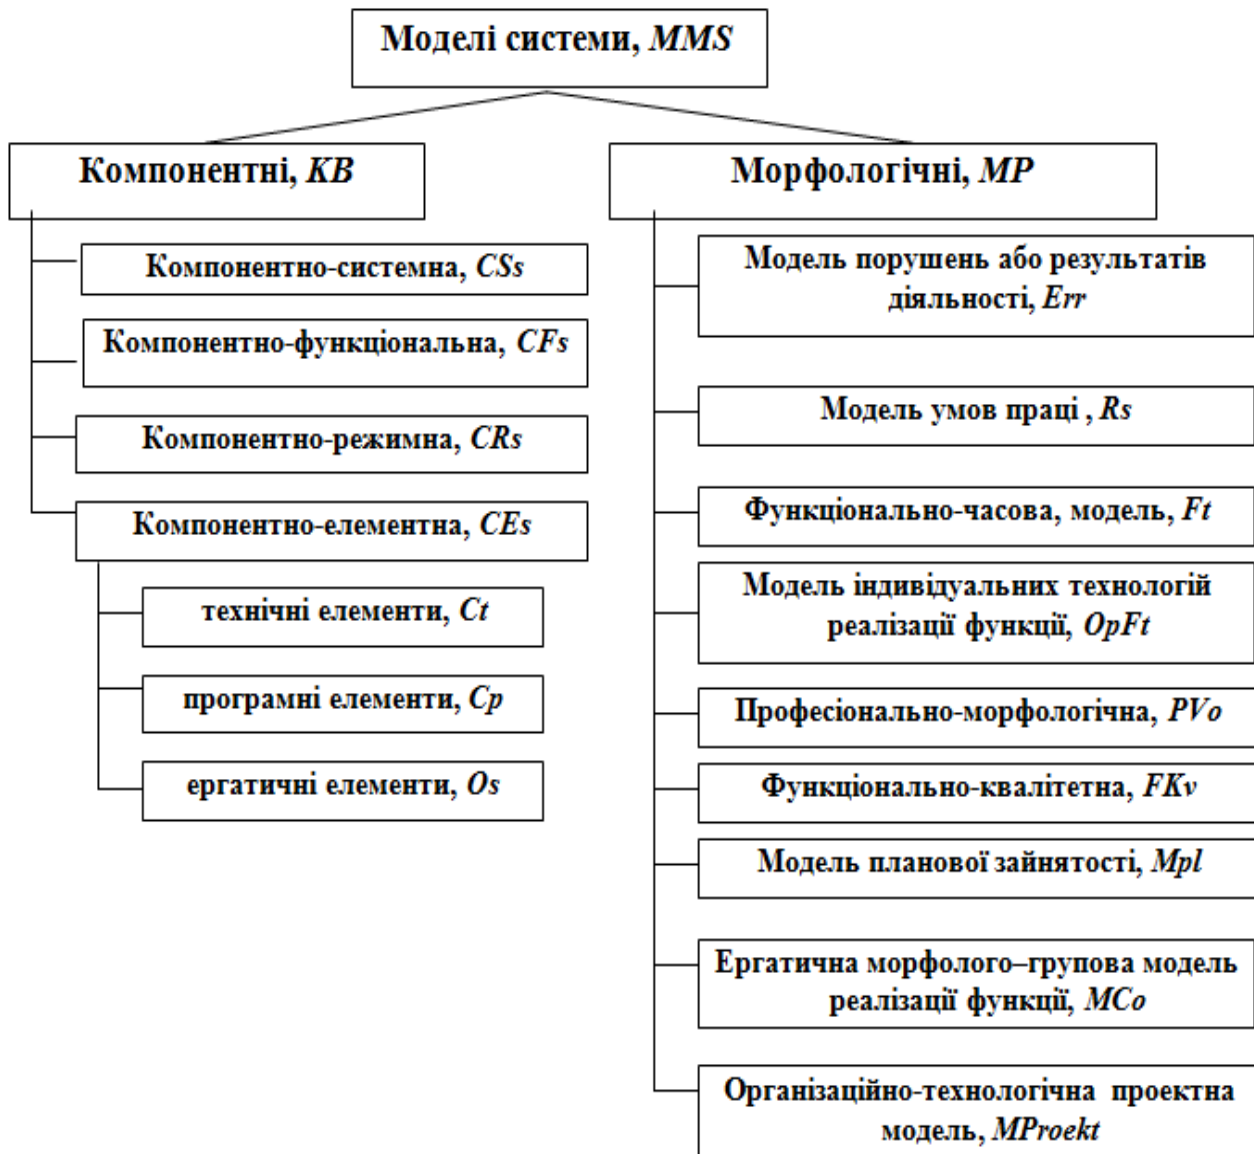 Моделі системи, MMS
Компонентні, KB
Компонентно-системна, CSs
Компонентно-функціональна, CFs
Компонентно-режимна, CRs
Компонентно-елементна, CEs
технічні елементи, Ct
програмні елементи, Cp
ергатичні елементи, Os
Морфологічні, MP
Модель порушень або результатів
діяльності, Err
Модель умов праці , Rs
Функціонально-часова, модель, Ft
Модель індивідуальних технологій
реалізації функції, OpFt
Професіонально-морфологічна, PVo
Функціонально-квалітетна, FKv
Модель планової зайнятості, Mpl
Ергатична морфолого–групова модель
реалізації функції, MCo
Організаційно-технологічна проектна
модель, MProekt